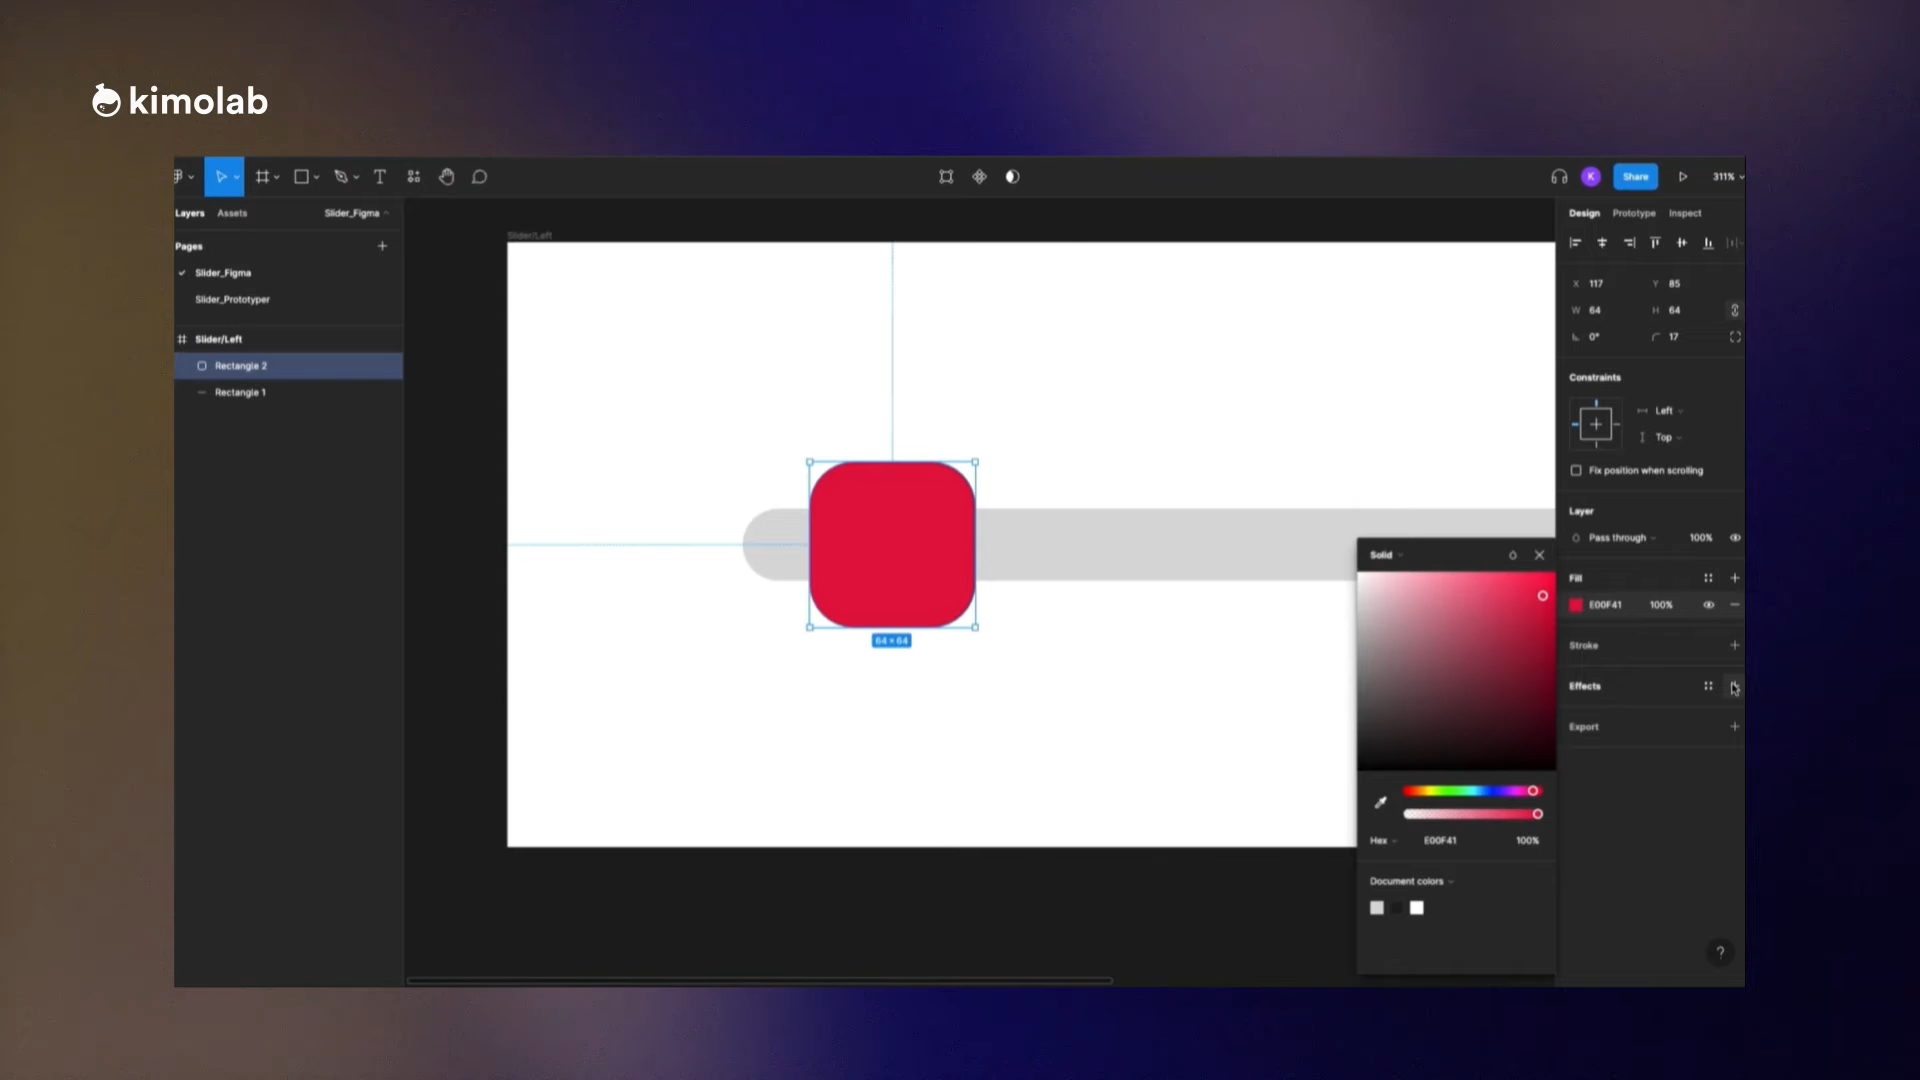 kimolab
Share
311%
Layers Assets Slider_Figma
Design Prototype Inspect
Slider/Left
Pages
Slider_Figma
Slider_Prototyper
Slider/Left
Rectangle 2
Rectangle 1
K
X 117 Y 85
W 64 H 64
0° 17
Constraints
Left
Top
Fix position when scrolling
Layer
Pass through 100%
Fill
E00F41 100%
Stroke
Effects
Export
64 × 64
Solid
Hex E00F41 100%
Document colors
?